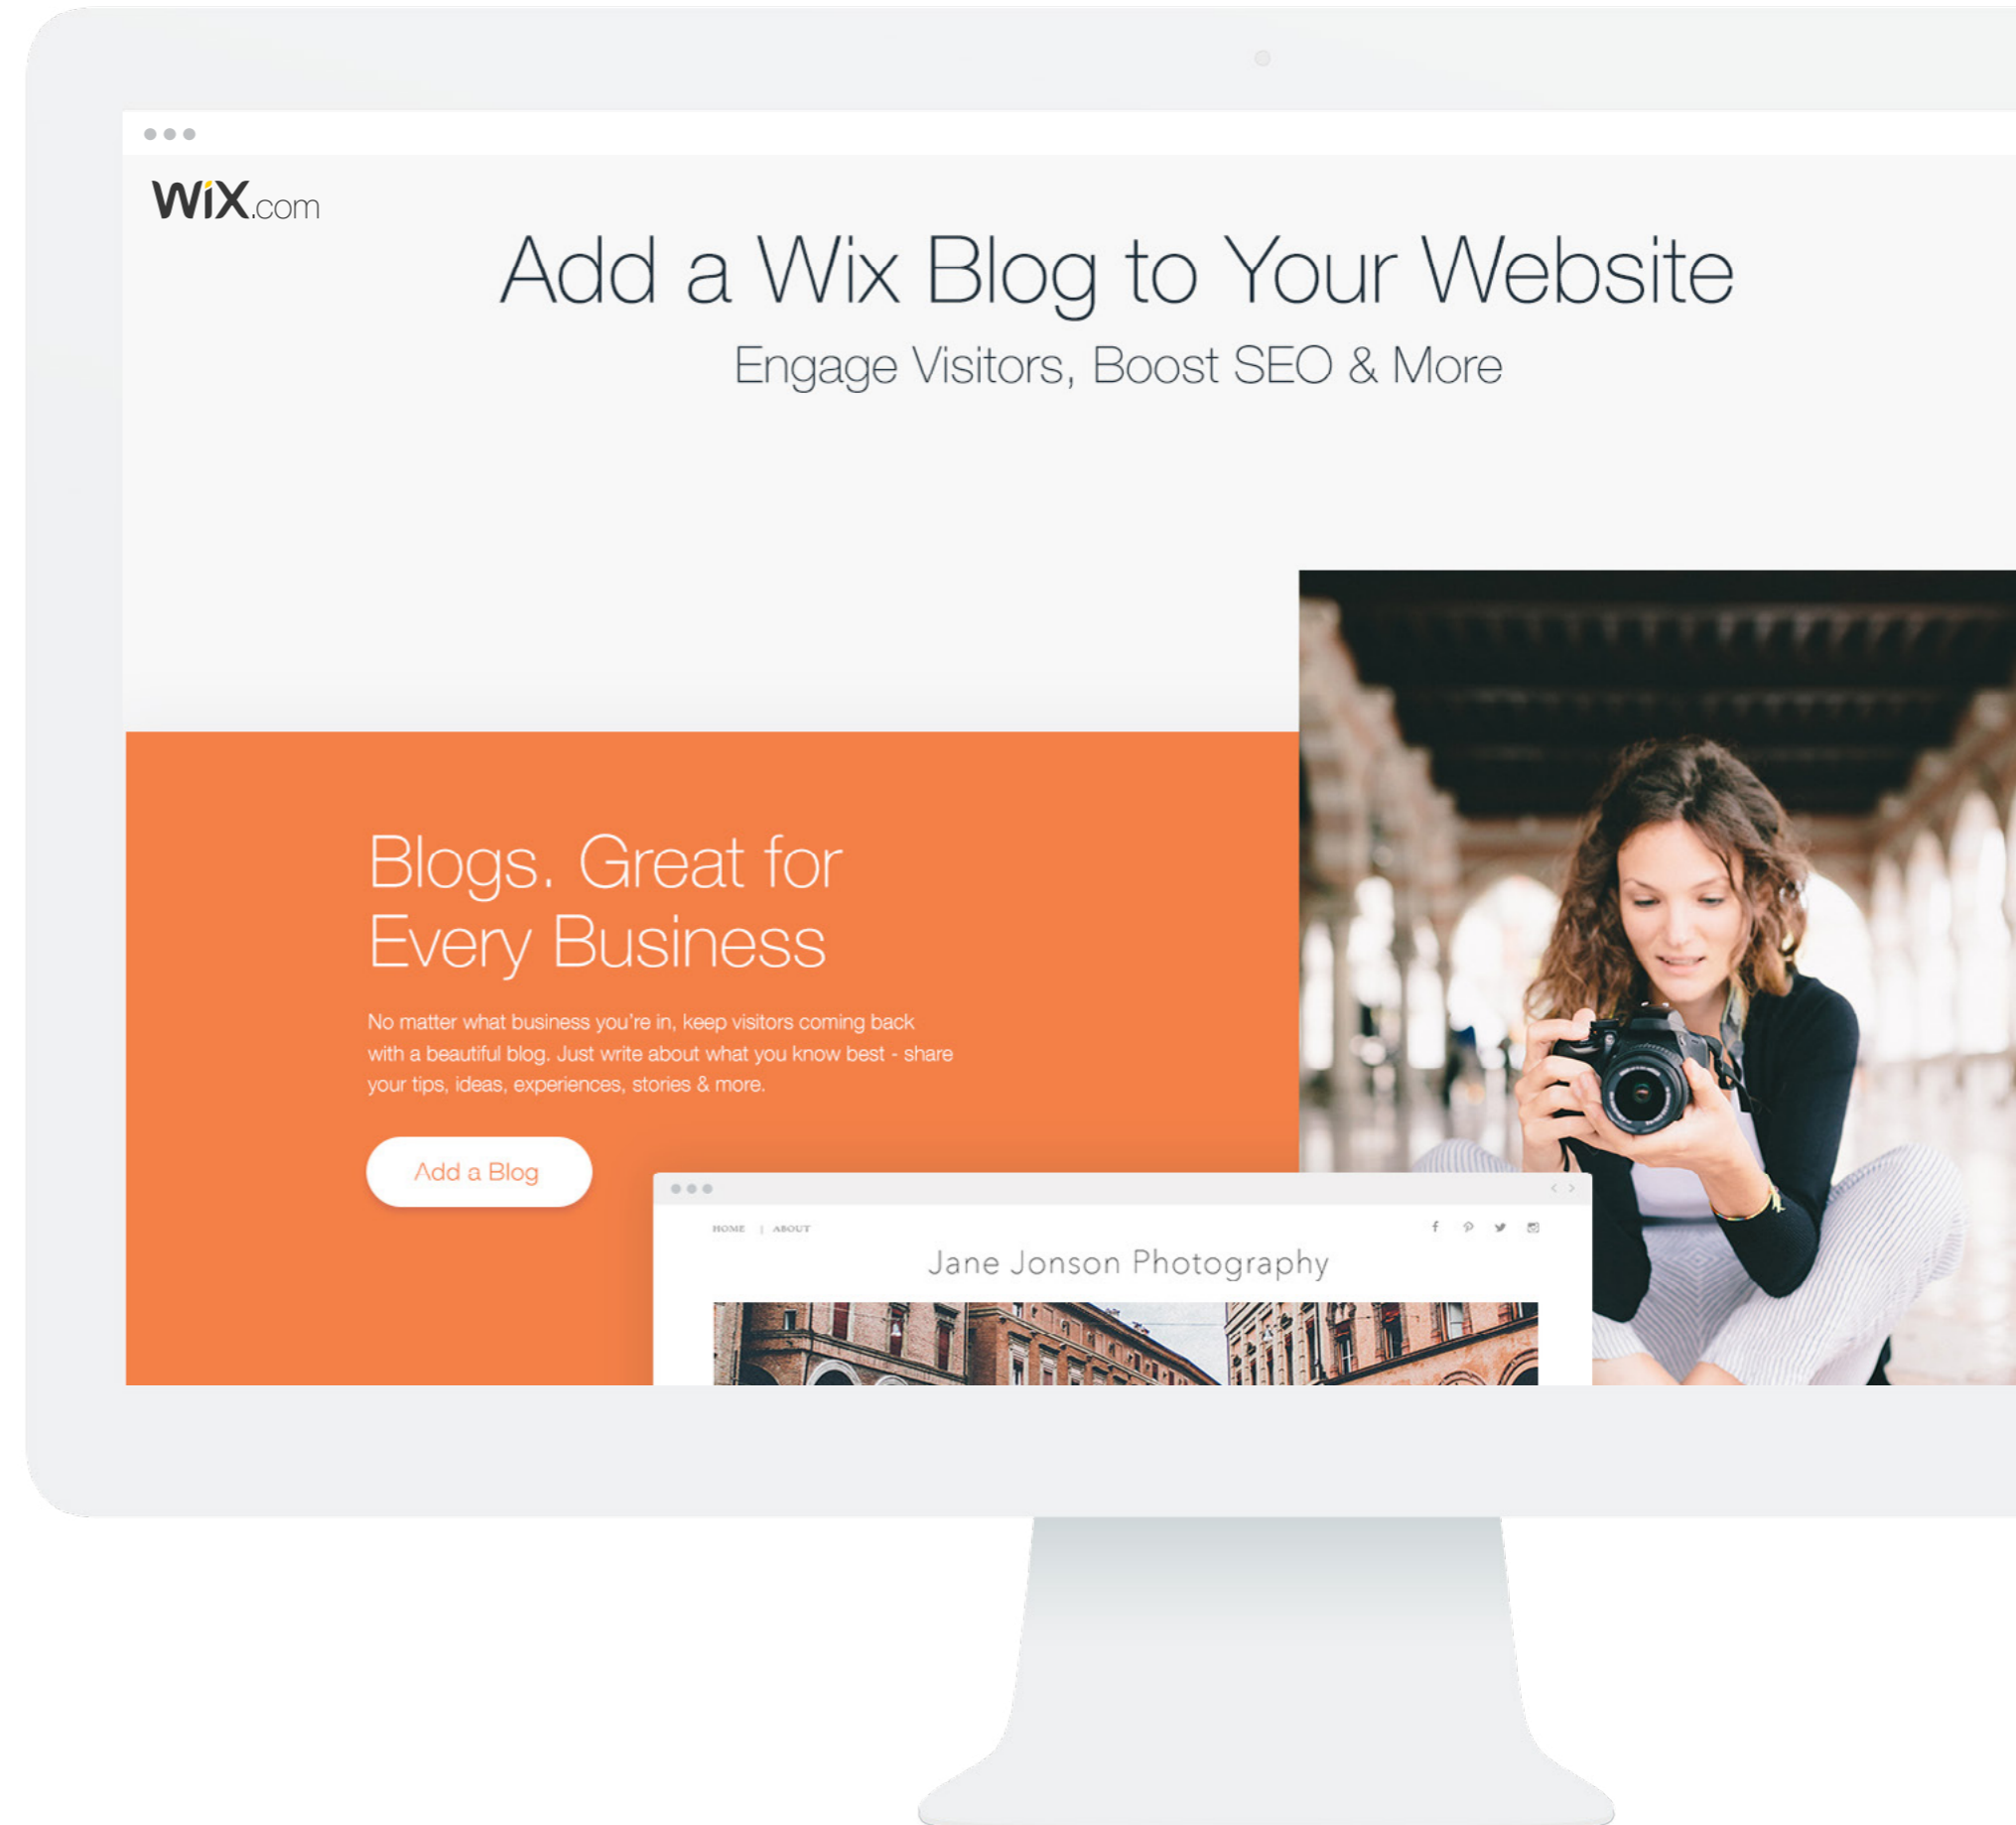 WiX.com
Add a Wix Blog to Your Website
Engage Visitors, Boost SEO & More
Blogs. Great for
Every Business
No matter what business you're in, keep visitors coming back
with a beautiful blog. Just write about what you know best - share
your tips, ideas, experiences, stories & more.
Add a Blog
HOME | ABOUT
Jane Jonson Photography